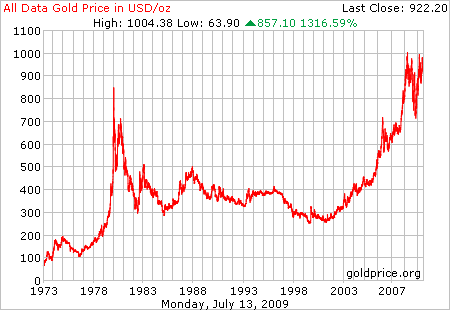 All Data Gold Price in USD/oz Last Close: 922.20
High: 1004.38 Low: 63.90 ▲857.10 1316.59%
1100
1000
900
800
700
600
500
400
300
200
100
0
goldprice.org
1973 1978 1983 1988 1993 1998 2003 2007
Monday, July 13, 2009